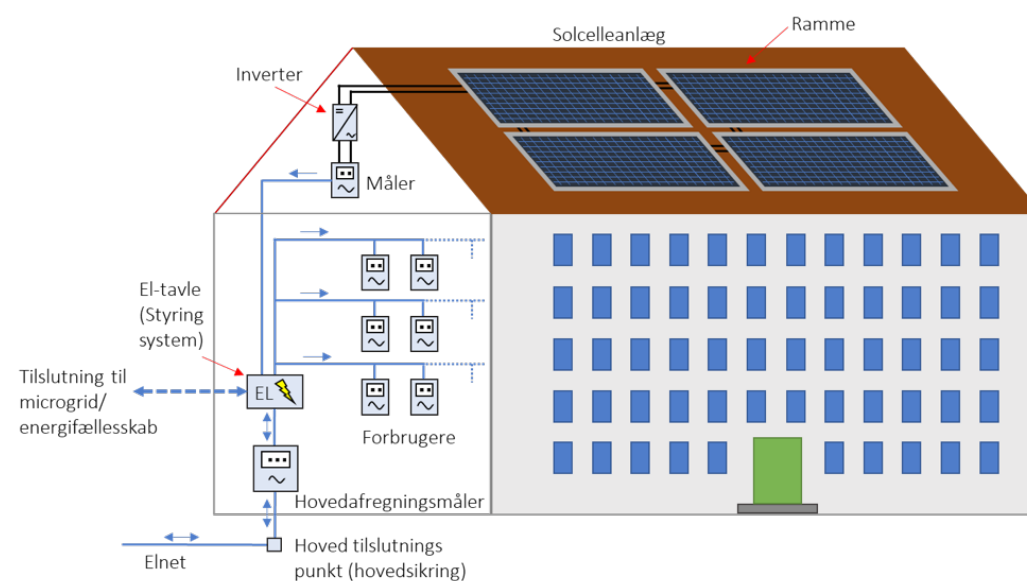 Solcelleanlæg
Ramme
Inverter
Måler
El-tavle
(Styring
system)
EL
Tilslutning til
microgrid/
energifællesskab
Forbrugere
Hovedafregningsmåler
Elnet
Hoved tilslutnings
punkt (hovedsikring)